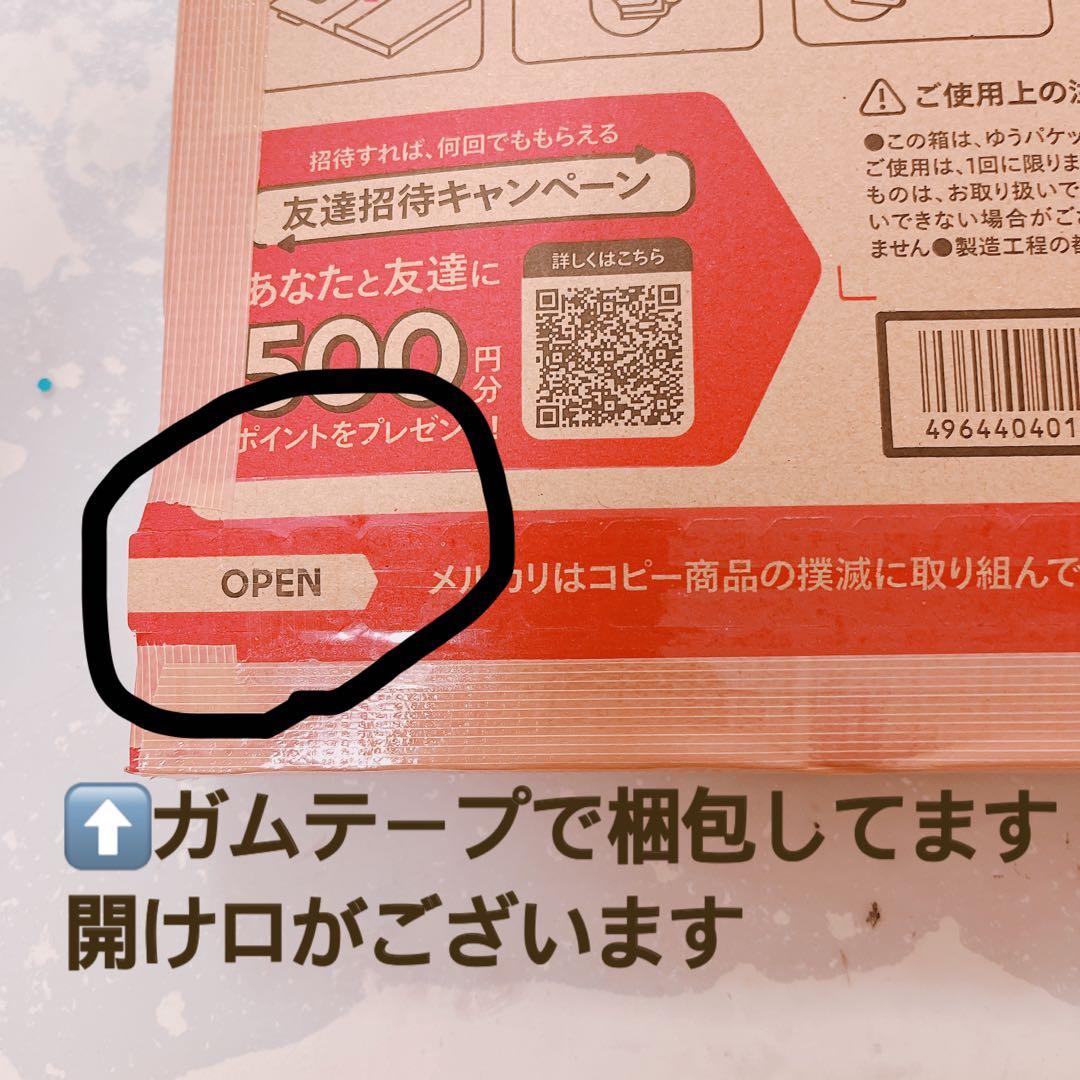 招待すれば、何回でももらえる
友達招待キャンペーン
あなたと友達に
500円分
ポイントをプレゼント!
詳しくはこちら
ご使用上の
●この箱は、ゆうパケッ
ご使用は、1回に限りま
ものは、お取り扱いで
いできない場合がご
ません●製造工程の
496440401
OPEN
メルカリはコピー商品の撲滅に取り組んで
⬆️ガムテープで梱包してます
開け口がございます